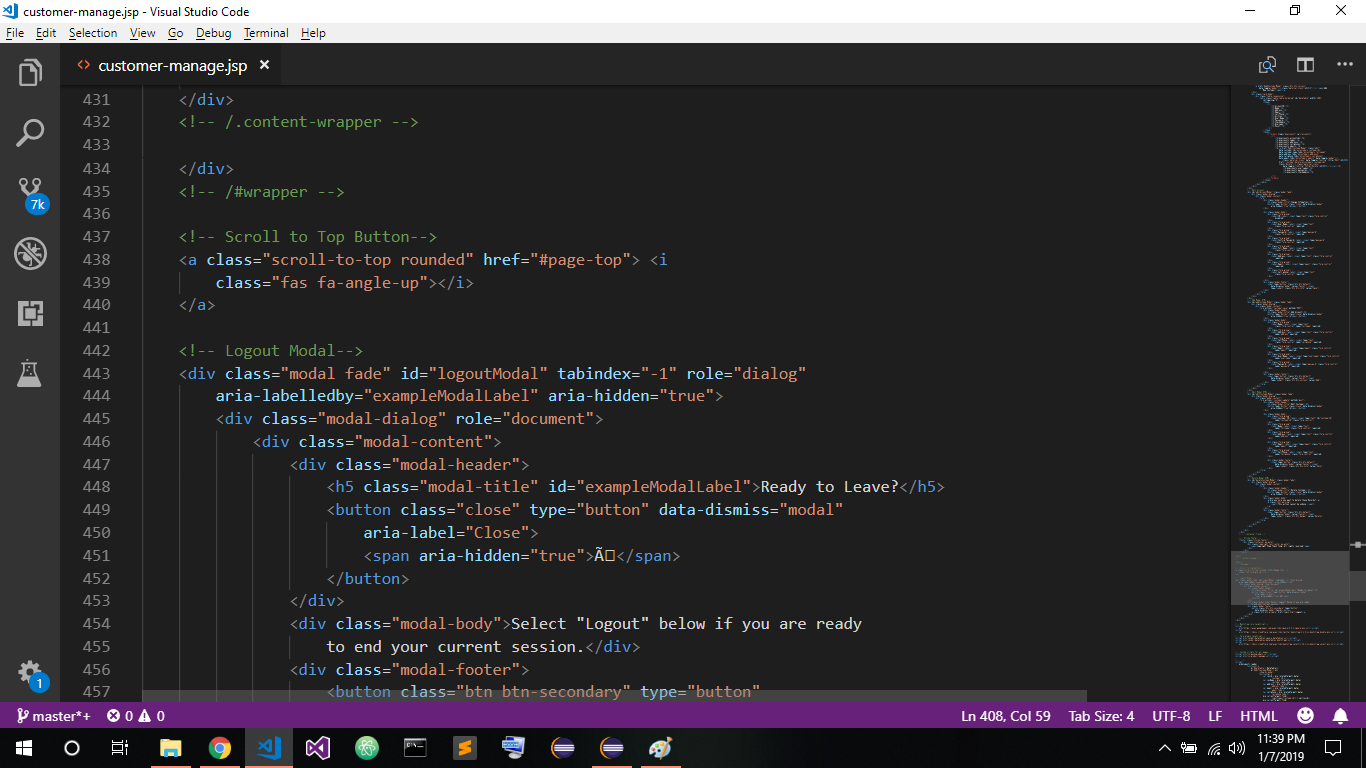 customer-manage.jsp - Visual Studio Code
File Edit Selection View Go Debug Terminal Help
<> customer-manage.jsp ×
431 </div>
432 <!-- /.content-wrapper -->
433
434 </div>
435 <!-- /#wrapper -->
436
437 <!-- Scroll to Top Button-->
438 <a class="scroll-to-top rounded" href="#page-top"> <i
439 class="fas fa-angle-up"></i>
440 </a>
441
442 <!-- Logout Modal-->
443 <div class="modal fade" id="logoutModal" tabindex="-1" role="dialog"
444 aria-labelledby="exampleModalLabel" aria-hidden="true">
445 <div class="modal-dialog" role="document">
446 <div class="modal-content">
447 <div class="modal-header">
448 <h5 class="modal-title" id="exampleModalLabel">Ready to Leave?</h5>
449 <button class="close" type="button" data-dismiss="modal"
450 aria-label="Close">
451 <span aria-hidden="true">Ã□</span>
452 </button>
453 </div>
454 <div class="modal-body">Select "Logout" below if you are ready
455 to end your current session.</div>
456 <div class="modal-footer">
457 <button class="btn btn-secondary" type="button"
7k
1
master*+ 0 0 Ln 408, Col 59 Tab Size: 4 UTF-8 LF HTML
11:39 PM
1/7/2019